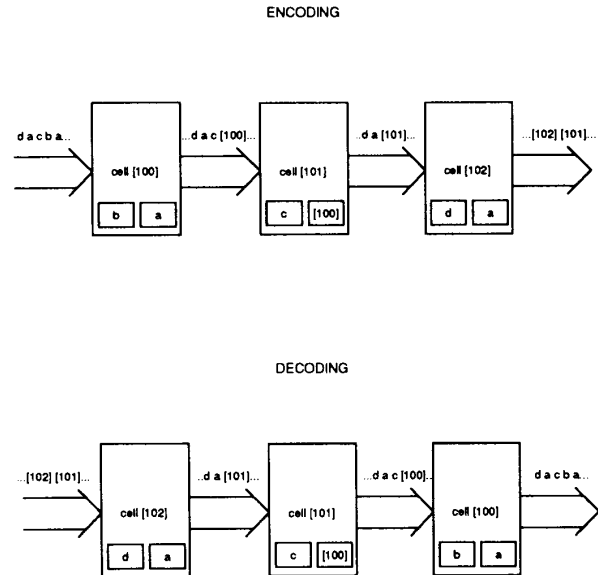 ENCODING
d a c b a... ...d a c [100]... ...d a [101]... ...[102] [101]...
cell [100] cell [101] cell [102]
b a c [100] d a
DECODING
...[102] [101]... ...d a [101]... ...d a c [100]... d a c b a...
cell [102] cell [101] cell [100]
d a c [100] b a